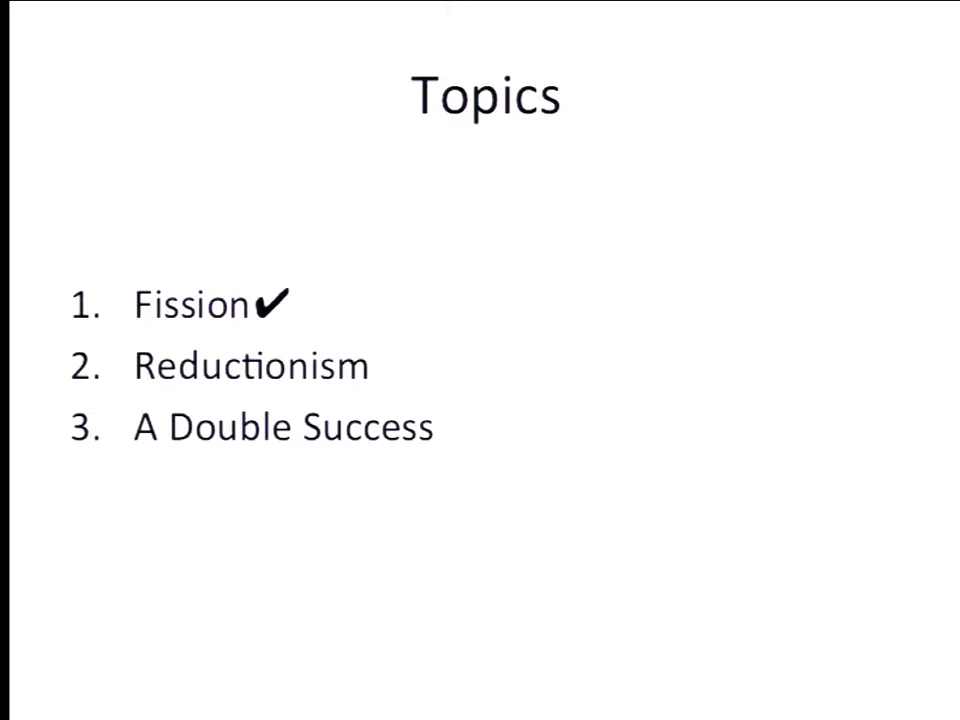 Topics
1. Fission✔
2. Reductionism
3. A Double Success